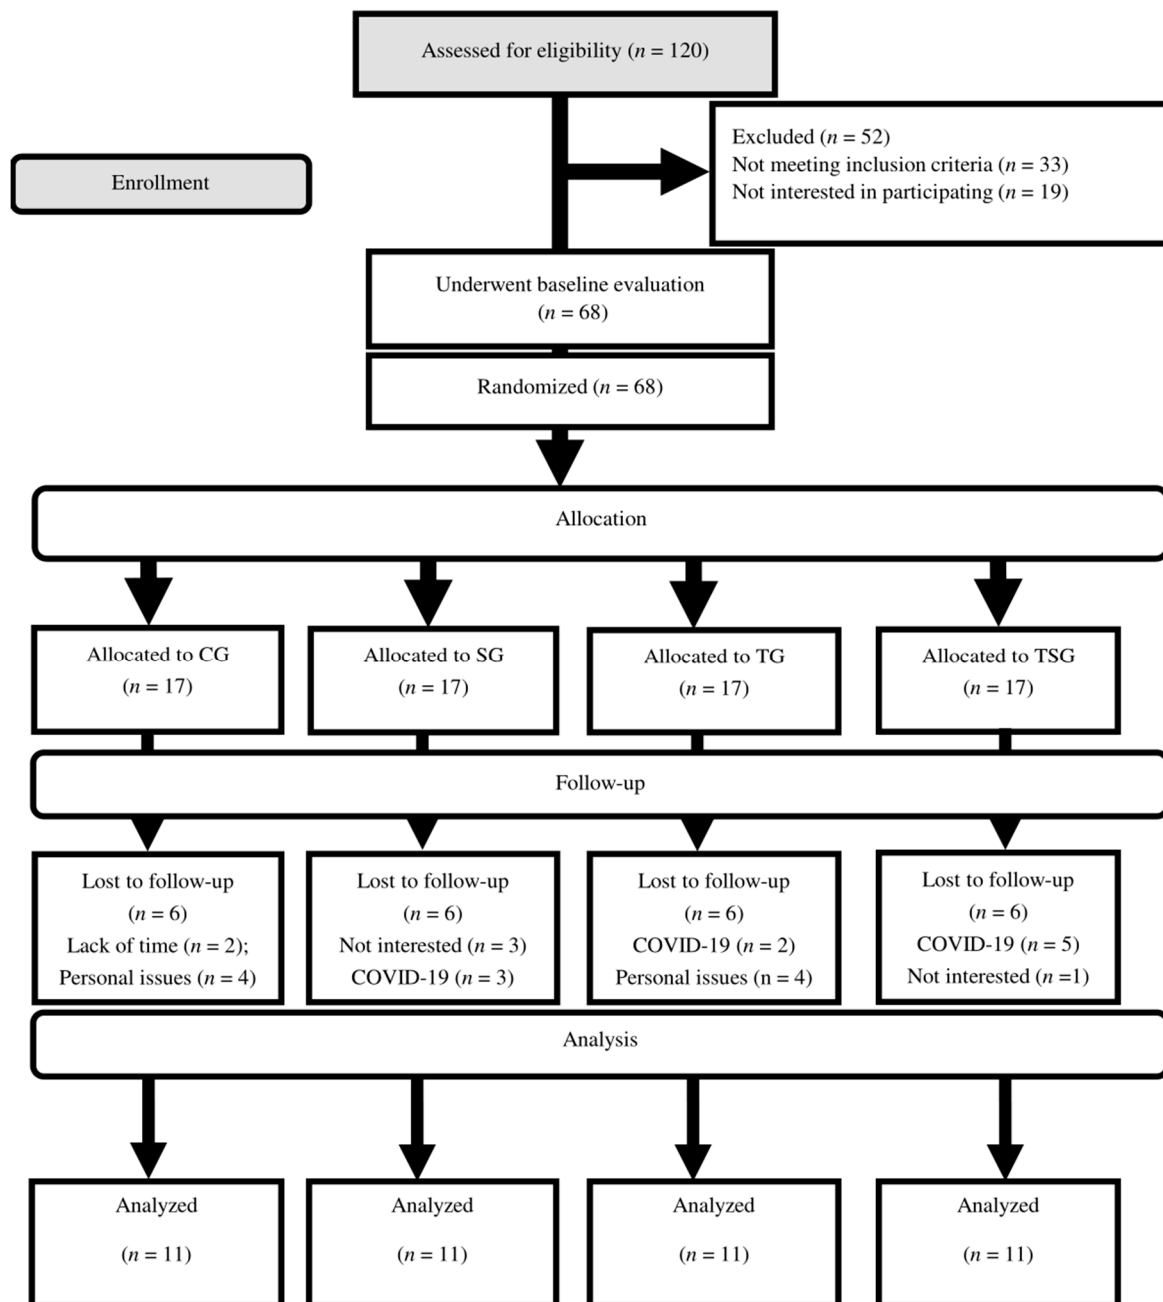 Assessed for eligibility (n = 120)
Excluded (n = 52)
Not meeting inclusion criteria (n = 33)
Not interested in participating (n = 19)
Enrollment
Underwent baseline evaluation
(n = 68)
Randomized (n = 68)
Allocation
Allocated to CG
(n = 17)
Allocated to SG
(n = 17)
Allocated to TG
(n = 17)
Allocated to TSG
(n = 17)
Follow-up
Lost to follow-up
(n = 6)
Lack of time (n = 2);
Personal issues (n = 4)
Lost to follow-up
(n = 6)
Not interested (n = 3)
COVID-19 (n = 3)
Lost to follow-up
(n = 6)
COVID-19 (n = 2)
Personal issues (n = 4)
Lost to follow-up
(n = 6)
COVID-19 (n = 5)
Not interested (n =1)
Analysis
Analyzed
(n = 11)
Analyzed
(n = 11)
Analyzed
(n = 11)
Analyzed
(n = 11)